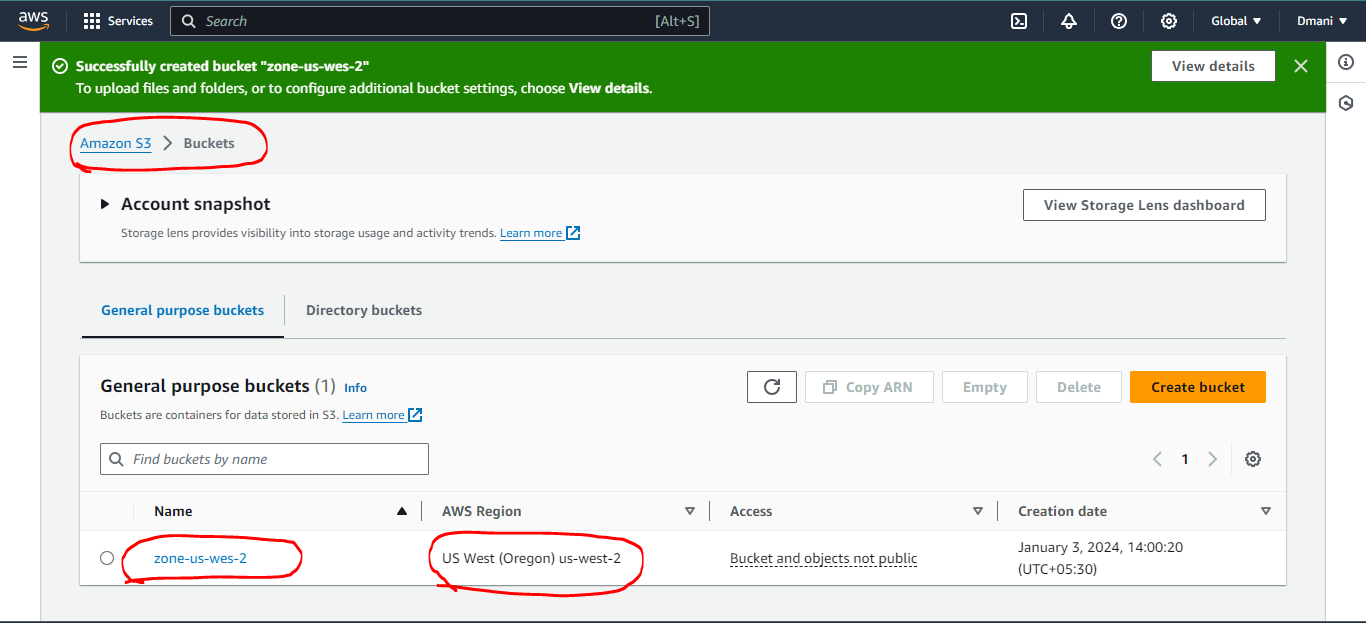 aws Services Search [Alt+S] Global Dmani
Successfully created bucket "zone-us-wes-2"
To upload files and folders, or to configure additional bucket settings, choose View details.
View details
Amazon S3 > Buckets
Account snapshot
Storage lens provides visibility into storage usage and activity trends. Learn more
View Storage Lens dashboard
General purpose buckets Directory buckets
General purpose buckets (1) Info
Buckets are containers for data stored in S3. Learn more
Copy ARN Empty Delete Create bucket
Find buckets by name
1
Name AWS Region Access Creation date
zone-us-wes-2 US West (Oregon) us-west-2 Bucket and objects not public January 3, 2024, 14:00:20
(UTC+05:30)